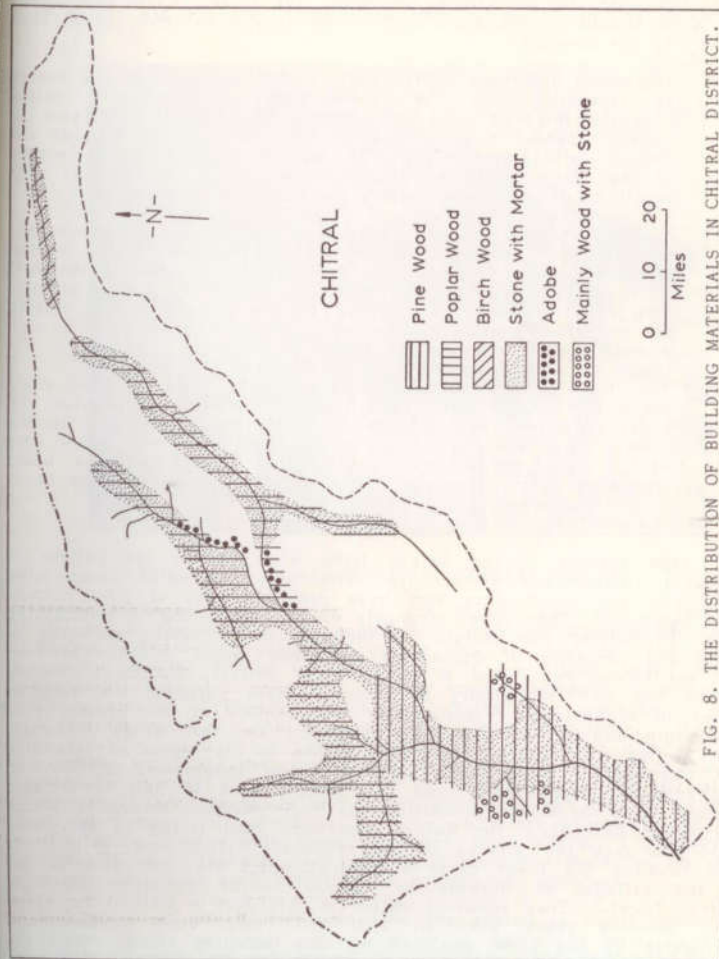 -N-
CHITRAL
Pine Wood
Poplar Wood
Birch Wood
Stone with Mortar
Adobe
Mainly Wood with Stone
0 10 20
Miles
FIG. 8. THE DISTRIBUTION OF BUILDING MATERIALS IN CHITRAL DISTRICT.